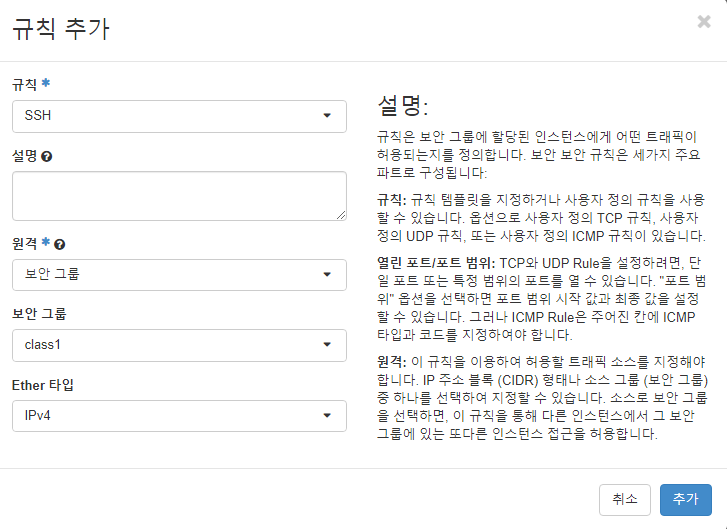 규칙 추가
×
규칙 *
SSH
설명
원격 *
보안 그룹
보안 그룹
class1
Ether 타입
IPv4
설명:
규칙은 보안 그룹에 할당된 인스턴스에게 어떤 트래픽이
허용되는지를 정의합니다. 보안 보안 규칙은 세가지 주요
파트로 구성됩니다:
규칙: 규칙 템플릿을 지정하거나 사용자 정의 규칙을 사용
할 수 있습니다. 옵션으로 사용자 정의 TCP 규칙, 사용자
정의 UDP 규칙, 또는 사용자 정의 ICMP 규칙이 있습니다.
열린 포트/포트 범위: TCP와 UDP Rule을 설정하려면, 단
일 포트 또는 특정 범위의 포트를 열 수 있습니다. "포트 범
위" 옵션을 선택하면 포트 범위 시작 값과 최종 값을 설정
할 수 있습니다. 그러나 ICMP Rule은 주어진 칸에 ICMP
타입과 코드를 지정하여야 합니다.
원격: 이 규칙을 이용하여 허용할 트래픽 소스를 지정해야
합니다. IP 주소 블록 (CIDR) 형태나 소스 그룹 (보안 그룹)
중 하나를 선택하여 지정할 수 있습니다. 소스로 보안 그룹
을 선택하면, 이 규칙을 통해 다른 인스턴스에서 그 보안
그룹에 있는 또다른 인스턴스 접근을 허용합니다.
취소
추가